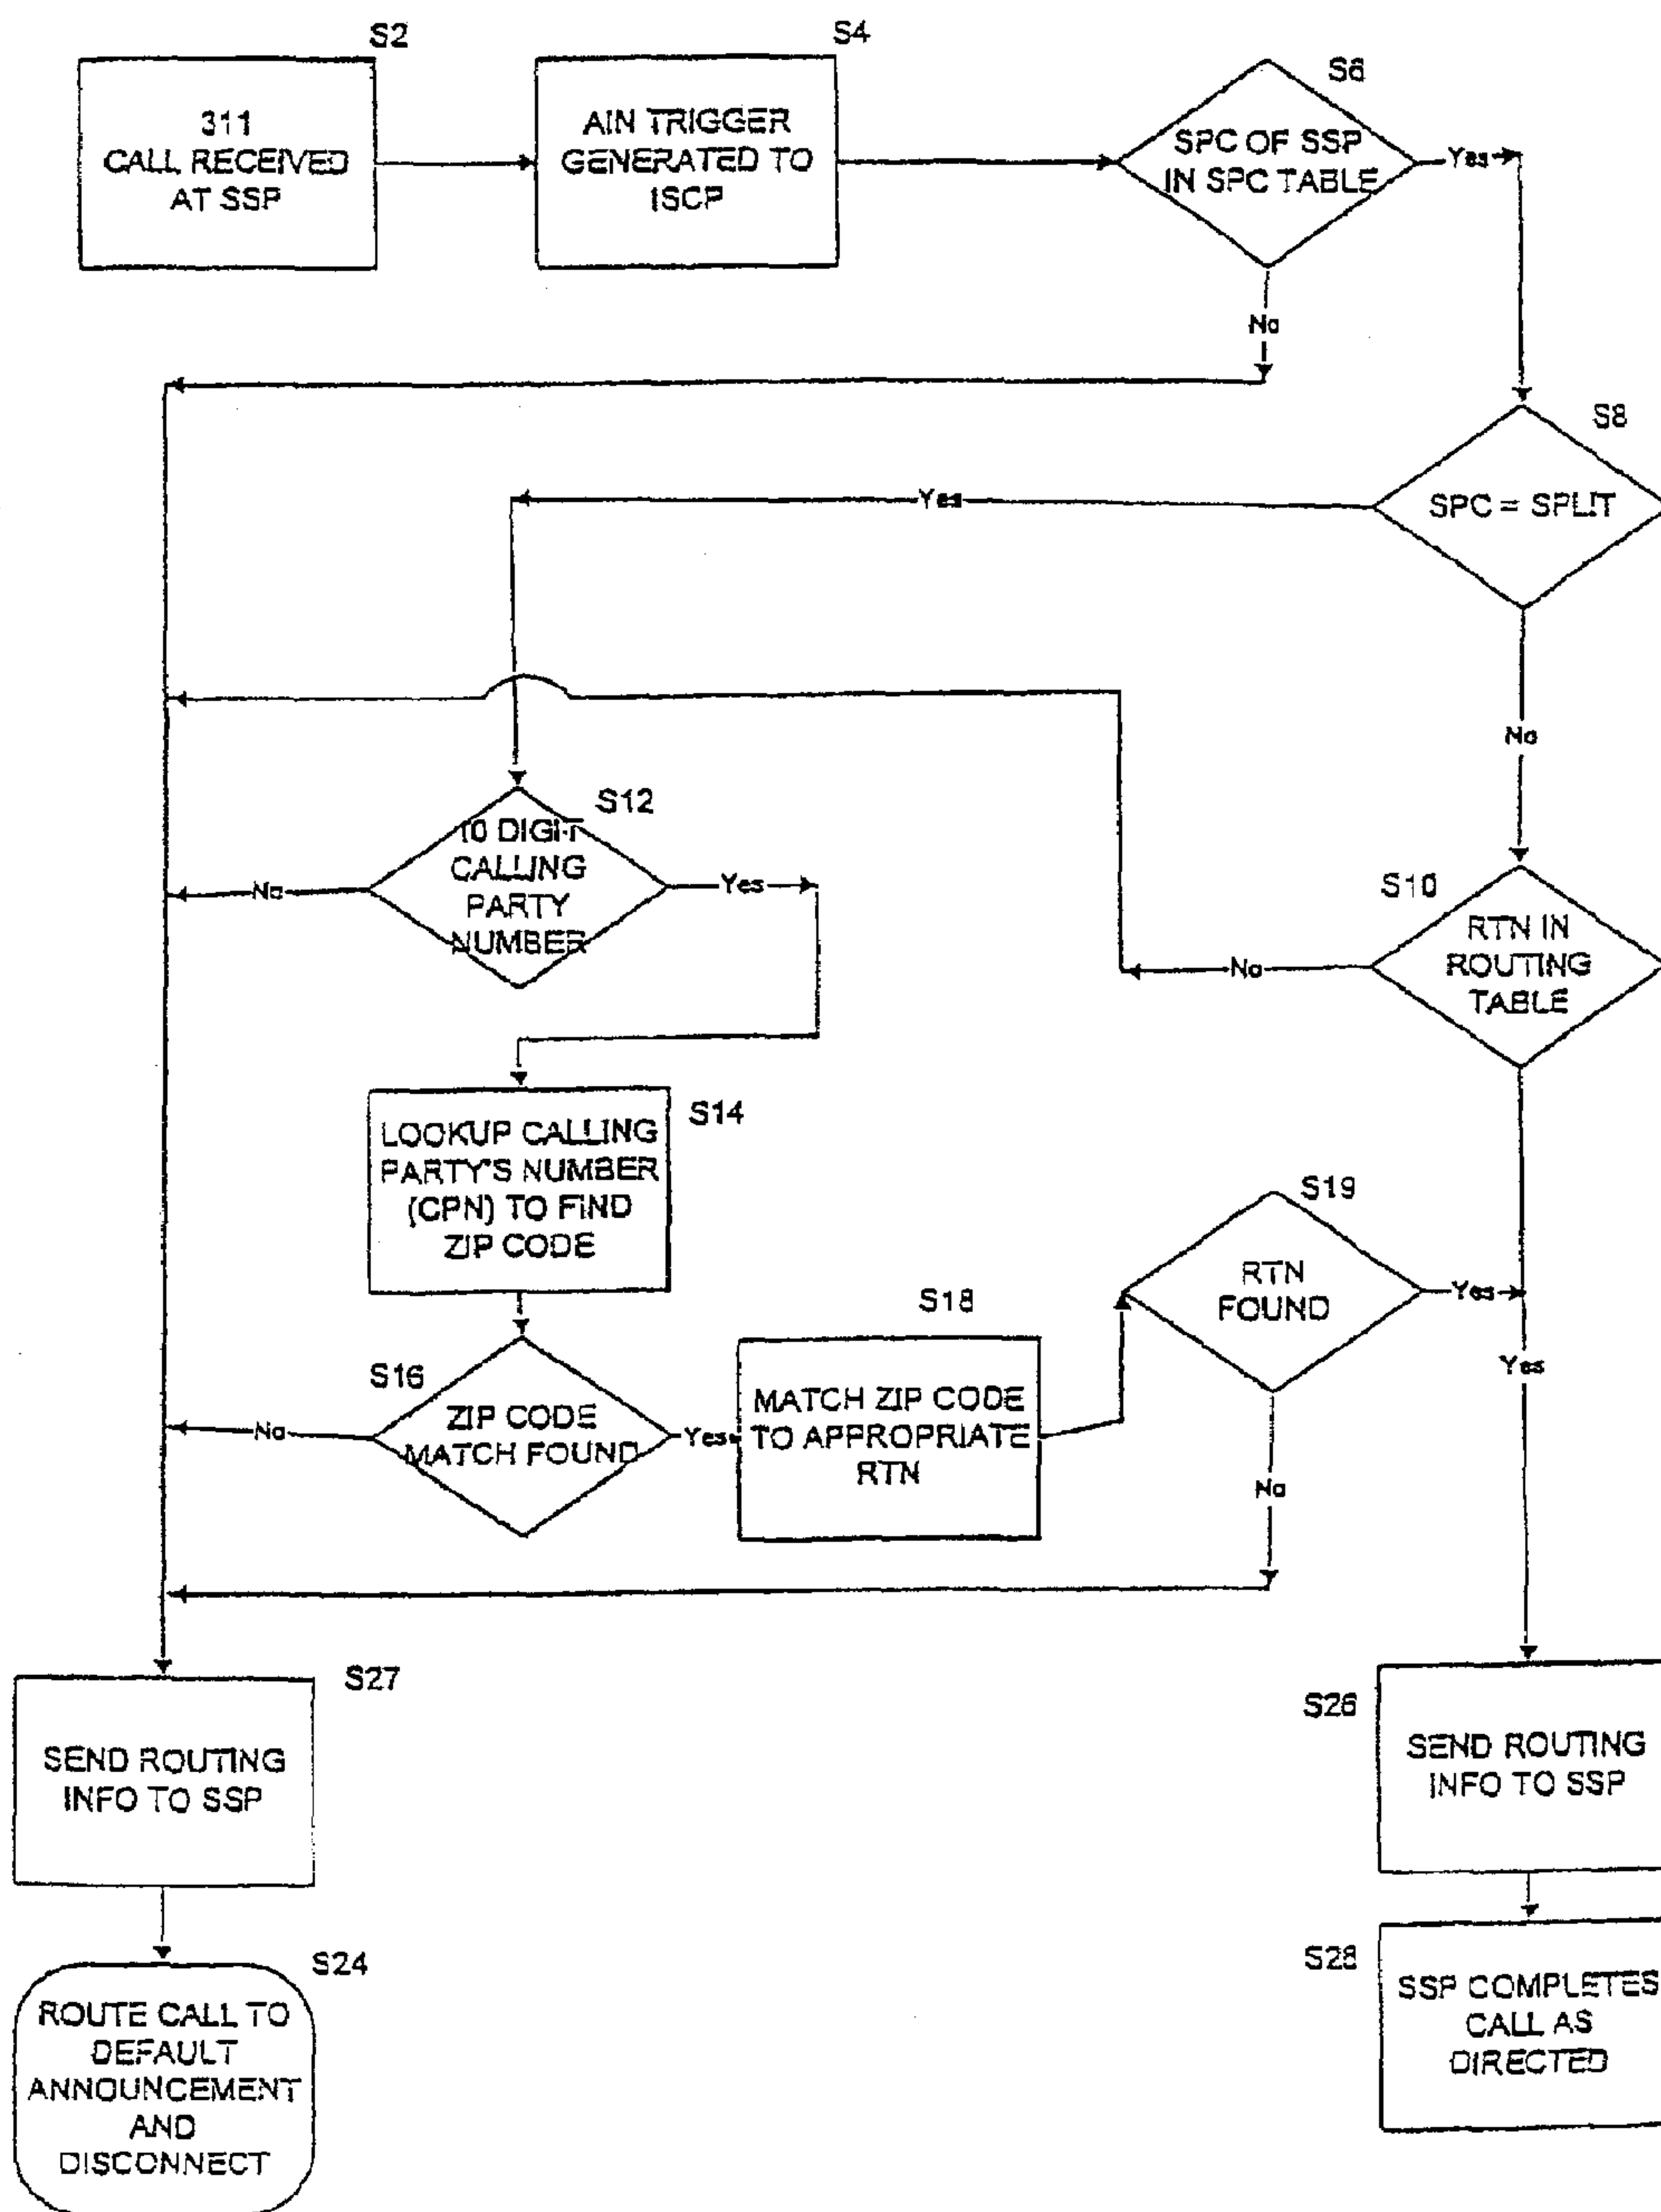 S2
311
CALL RECEIVED
AT SSP
S4
AIN TRIGGER
GENERATED TO
ISCP
S6
SPC OF SSP
IN SPC TABLE
Yes
No
S8
SPC = SPLIT
Yes
No
S12
10 DIGIT
CALLING
PARTY
NUMBER
No
Yes
S10
RTN IN
ROUTING
TABLE
No
Yes
S14
LOOKUP CALLING
PARTY'S NUMBER
(CPN) TO FIND
ZIP CODE
S16
ZIP CODE
MATCH FOUND
No
Yes
S18
MATCH ZIP CODE
TO APPROPRIATE
RTN
S19
RTN
FOUND
Yes
No
S27
SEND ROUTING
INFO TO SSP
S26
SEND ROUTING
INFO TO SSP
S24
ROUTE CALL TO
DEFAULT
ANNOUNCEMENT
AND
DISCONNECT
S28
SSP COMPLETES
CALL AS
DIRECTED